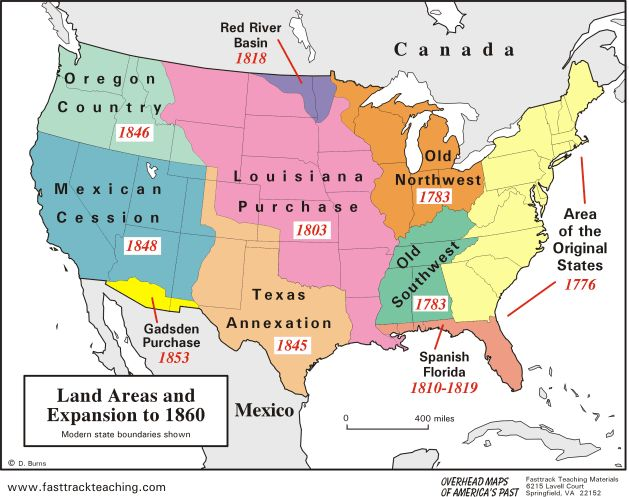 Red River
Basin
1818
Canada
Oregon
Country
1846
Old
Northwest
1783
Louisiana
Purchase
1803
Mexican
Cession
1848
Area
of the
Original
States
1776
Old
Southwest
1783
Texas
Annexation
1845
Gadsden
Purchase
1853
Spanish
Florida
1810-1819
Land Areas and
Expansion to 1860
Modern state boundaries shown
Mexico
0 400 miles
© D. Burns
www.fasttrackteaching.com
OVERHEAD MAPS
OF AMERICA'S PAST
Fasttrack Teaching Materials
6215 Lavell Court
Springfield, VA 22152